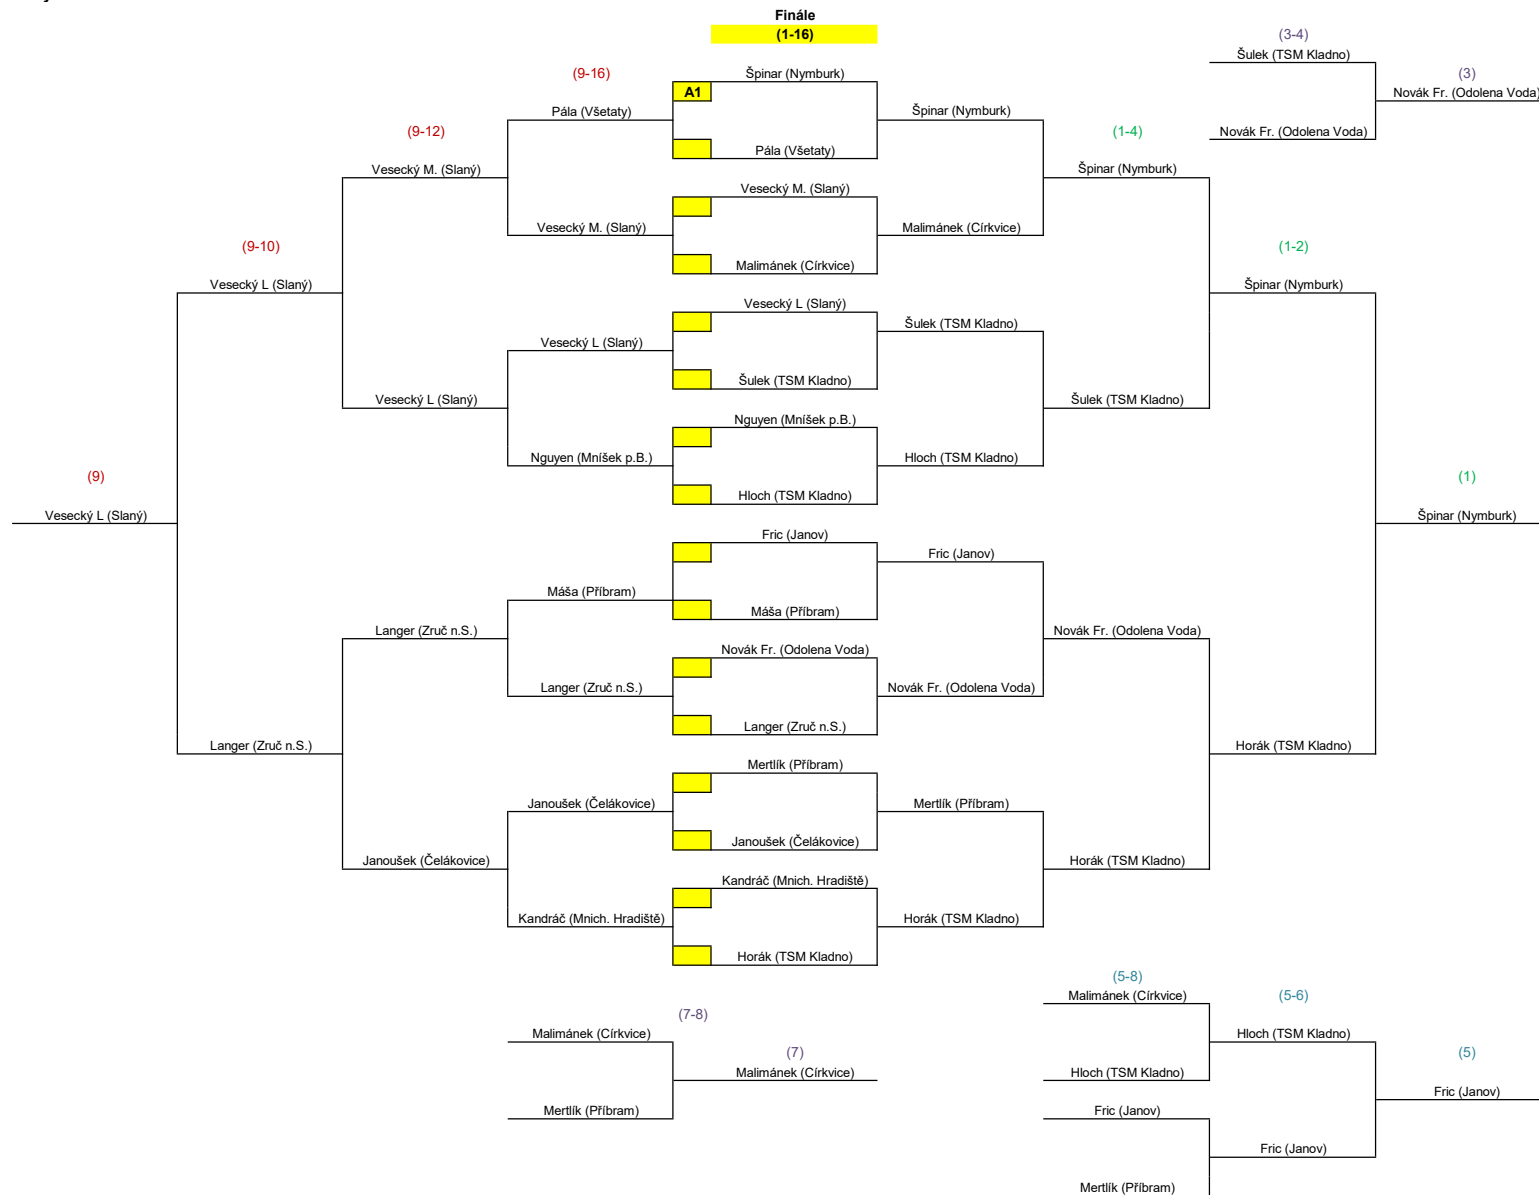 Finále
(1-16)
(3-4)
Šulek (TSM Kladno)
(9-16)
Špinar (Nymburk)
(3)
A1
Novák Fr. (Odolena Voda)
Pála (Všetaty)
Špinar (Nymburk)
(9-12)
(1-4)
Novák Fr. (Odolena Voda)
Pála (Všetaty)
Vesecký M. (Slaný)
Špinar (Nymburk)
Vesecký M. (Slaný)
Vesecký M. (Slaný)
Malimánek (Církvice)
(9-10)
(1-2)
Malimánek (Církvice)
Vesecký L (Slaný)
Špinar (Nymburk)
Vesecký L (Slaný)
Šulek (TSM Kladno)
Vesecký L (Slaný)
Šulek (TSM Kladno)
Vesecký L (Slaný)
Šulek (TSM Kladno)
Nguyen (Mníšek p.B.)
Nguyen (Mníšek p.B.)
Hloch (TSM Kladno)
(9)
(1)
Hloch (TSM Kladno)
Vesecký L (Slaný)
Špinar (Nymburk)
Fric (Janov)
Fric (Janov)
Máša (Příbram)
Máša (Příbram)
Langer (Zruč n.S.)
Novák Fr. (Odolena Voda)
Novák Fr. (Odolena Voda)
Langer (Zruč n.S.)
Novák Fr. (Odolena Voda)
Langer (Zruč n.S.)
Langer (Zruč n.S.)
Horák (TSM Kladno)
Mertlík (Příbram)
Janoušek (Čelákovice)
Mertlík (Příbram)
Janoušek (Čelákovice)
Janoušek (Čelákovice)
Horák (TSM Kladno)
Kandráč (Mnich. Hradiště)
Kandráč (Mnich. Hradiště)
Horák (TSM Kladno)
Horák (TSM Kladno)
(5-8)
Malimánek (Církvice)
(5-6)
(7-8)
Malimánek (Církvice)
Hloch (TSM Kladno)
(7)
(5)
Malimánek (Církvice)
Hloch (TSM Kladno)
Fric (Janov)
Mertlík (Příbram)
Fric (Janov)
Fric (Janov)
Mertlík (Příbram)